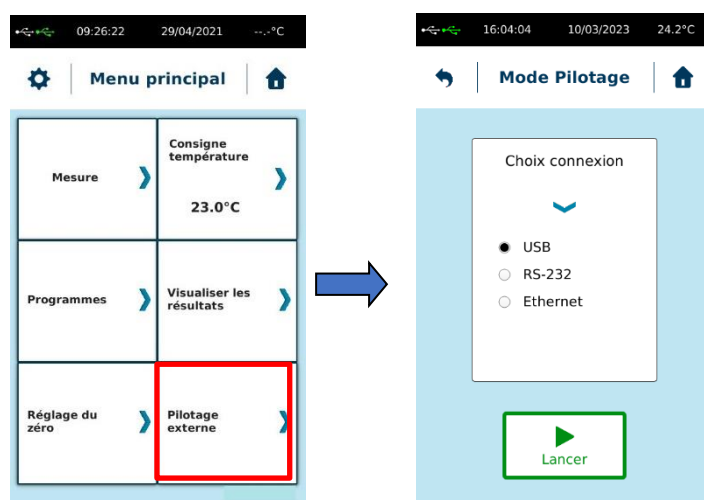 09:26:22 29/04/2021 --.-°C
Menu principal
Mesure
Consigne
température
23.0°C
Programmes
Visualiser les
résultats
Réglage du
zéro
Pilotage
externe
16:04:04 10/03/2023 24.2°C
Mode Pilotage
Choix connexion
USB
RS-232
Ethernet
Lancer